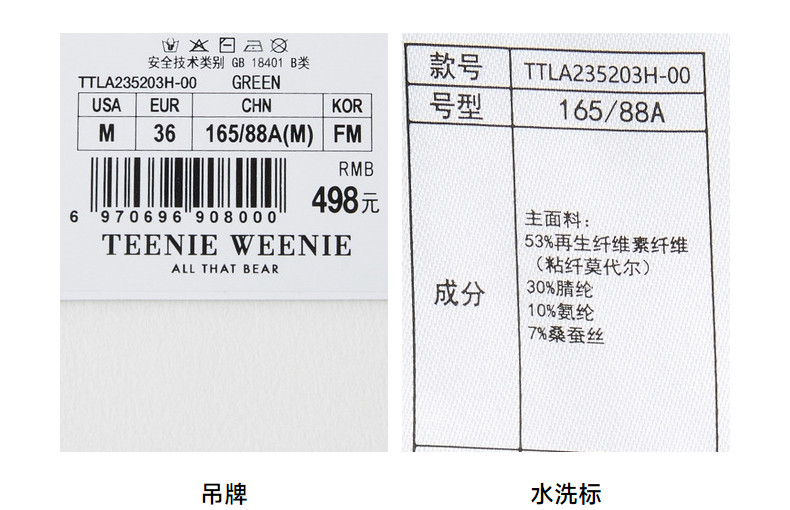 安全技术类别 GB 18401 B类
TTLA235203H-00 GREEN
USA EUR CHN KOR
M 36 165/88A(M) FM
RMB
498元
6 970696 908000
TEENIE WEENIE
ALL THAT BEAR
款号 TTLA235203H-00
号型 165/88A
成分
主面料:
53%再生纤维素纤维
(粘纤莫代尔)
30%腈纶
10%氨纶
7%桑蚕丝
吊牌
水洗标